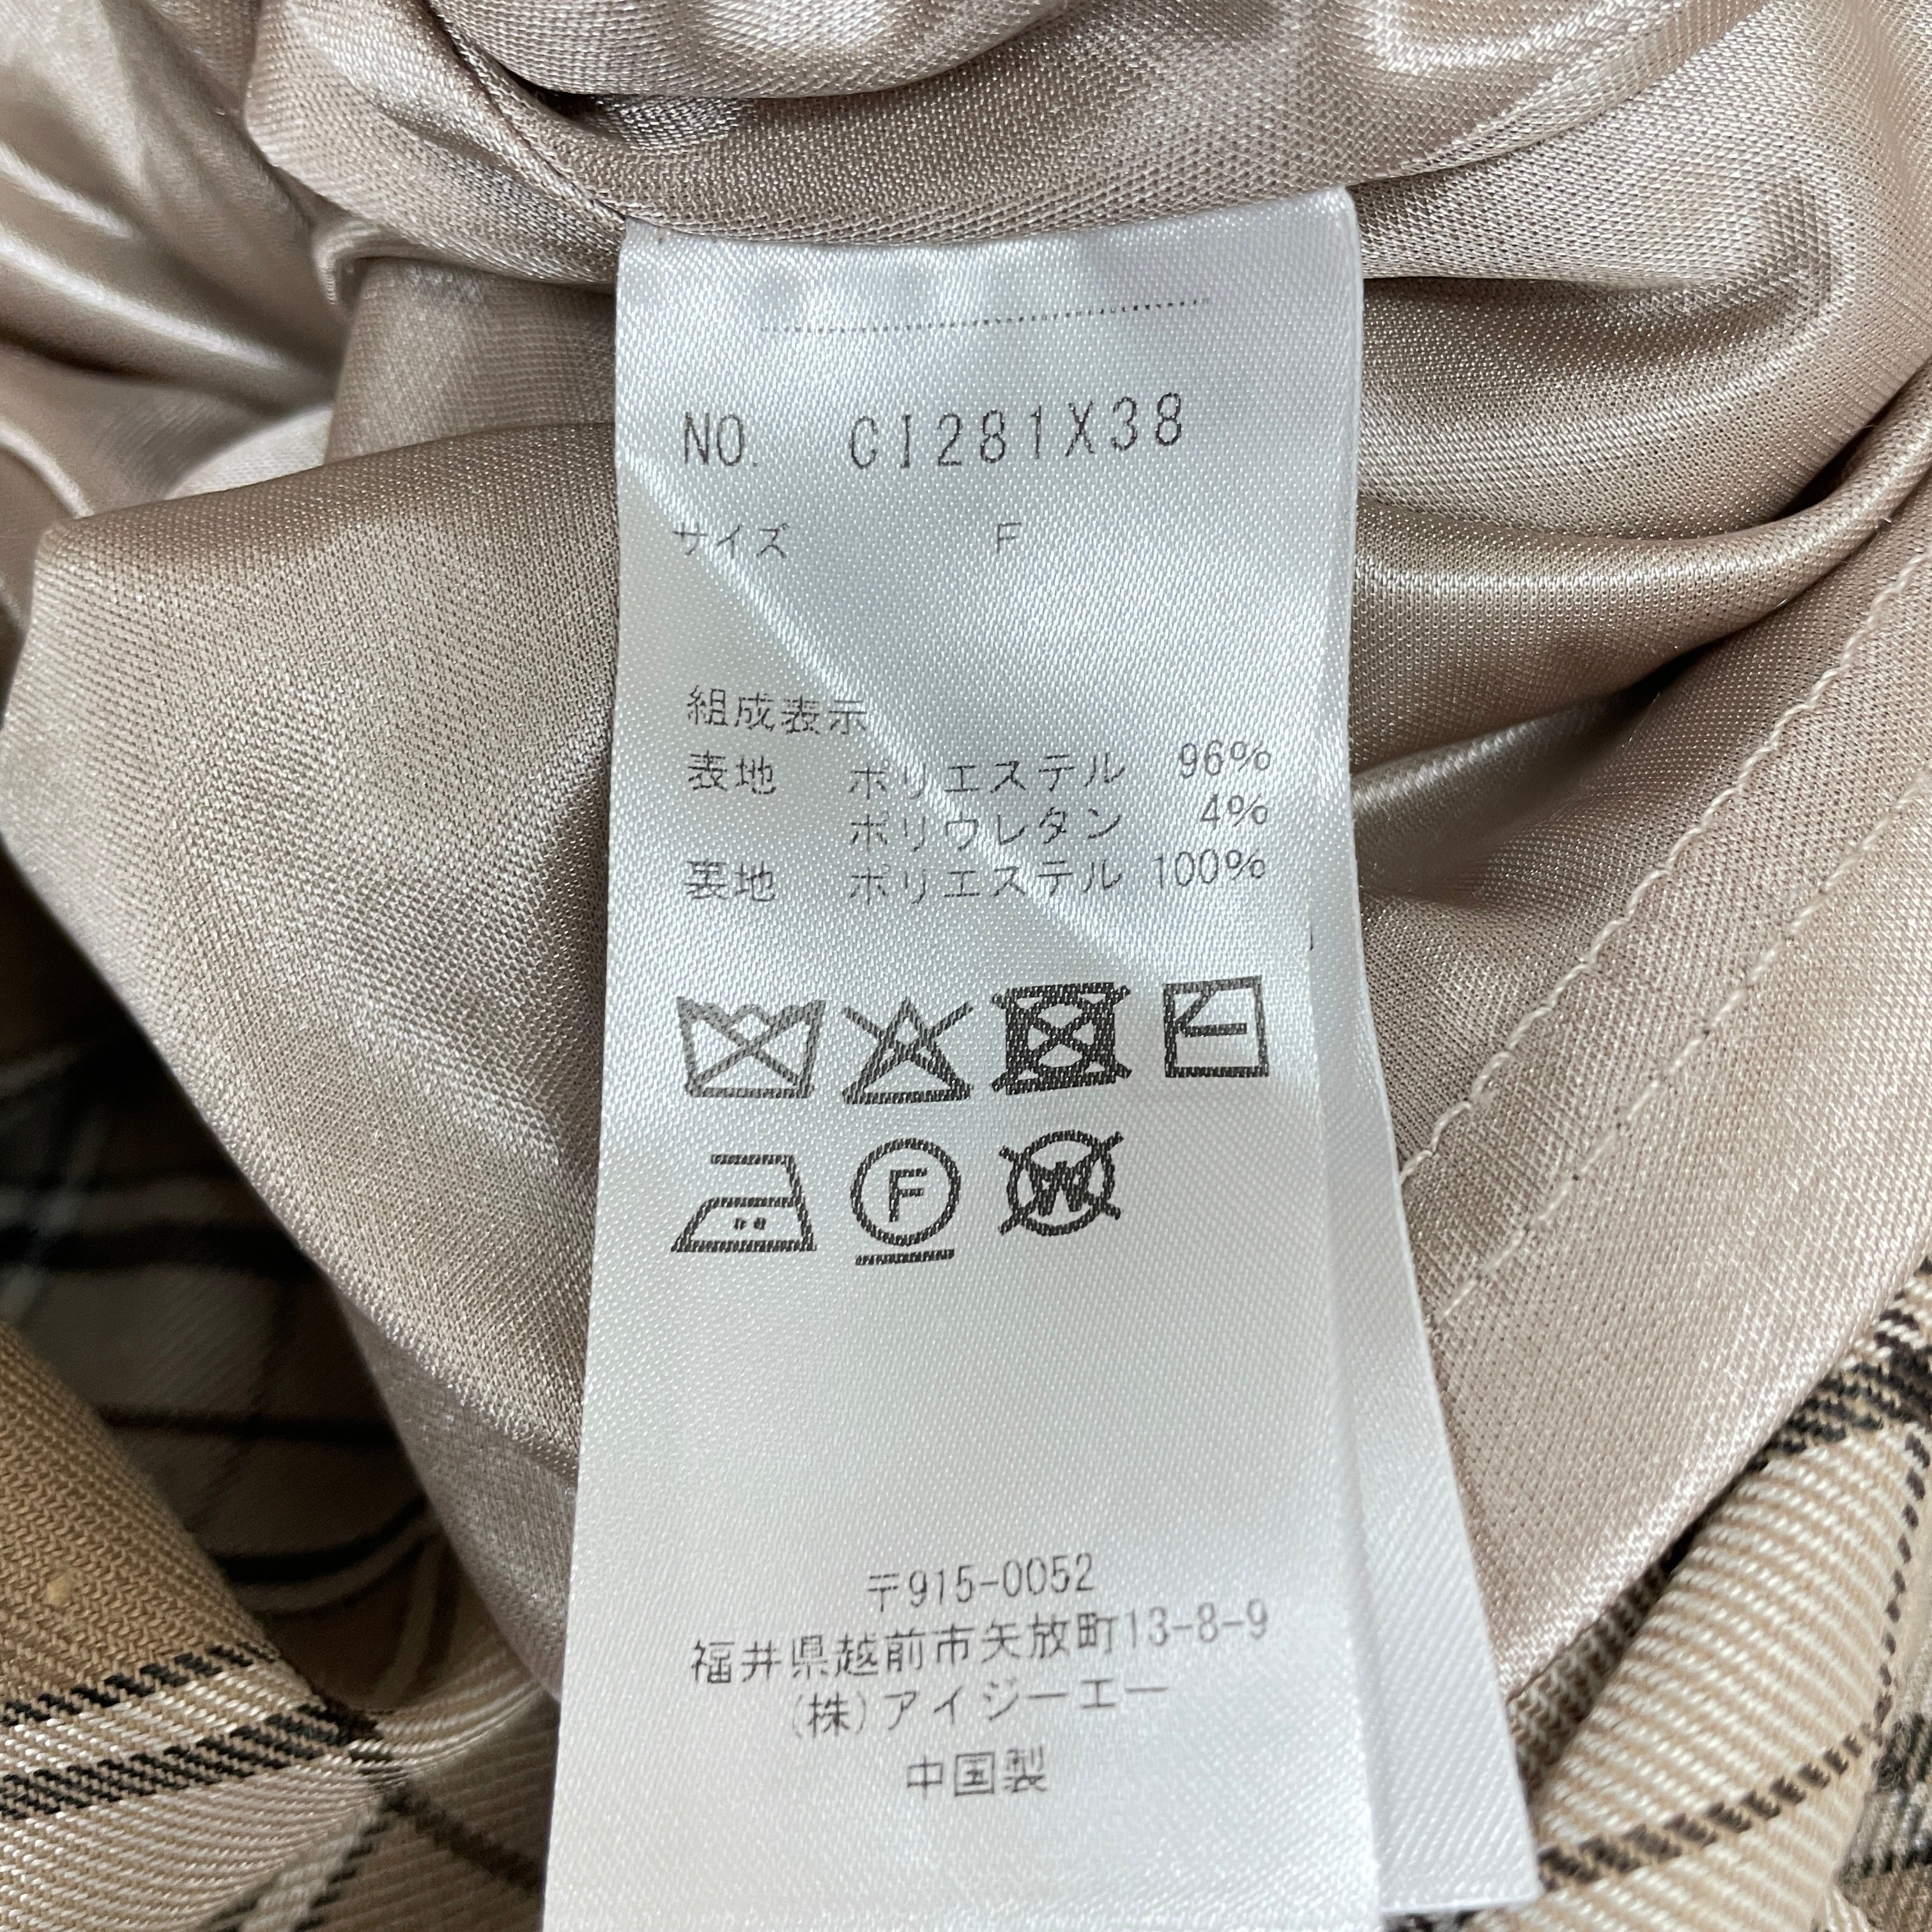 NO. CI281X38
サイズ F
組成表示
表地 ポリエステル 96%
ポリウレタン 4%
裏地 ポリエステル 100%
F
W
〒915-0052
福井県越前市矢放町13-8-9
(株)アイジーエー
中国製